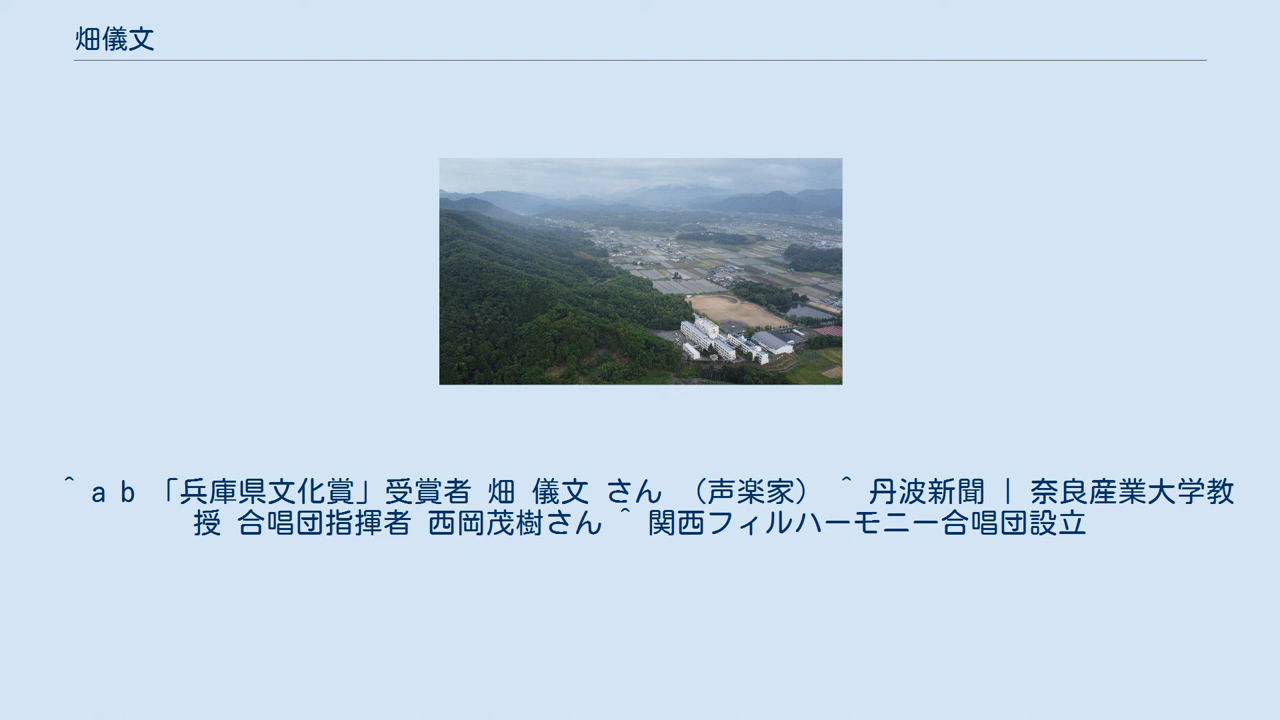 畑儀文
^ a b 「兵庫県文化賞」受賞者 畑 儀文 さん （声楽家） ^ 丹波新聞 | 奈良産業大学教
授 合唱団指揮者 西岡茂樹さん ^ 関西フィルハーモニー合唱団設立